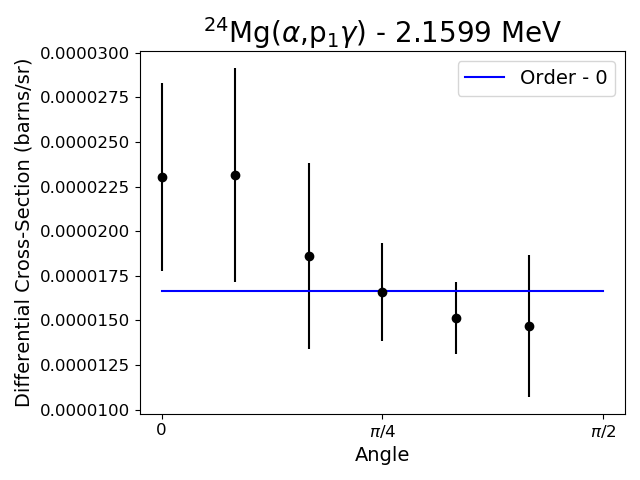 ²⁴Mg(α,p₁γ) - 2.1599 MeV
Order - 0
Differential Cross-Section (barns/sr)
0.0000300
0.0000275
0.0000250
0.0000225
0.0000200
0.0000175
0.0000150
0.0000125
0.0000100
0 π/4 π/2
Angle